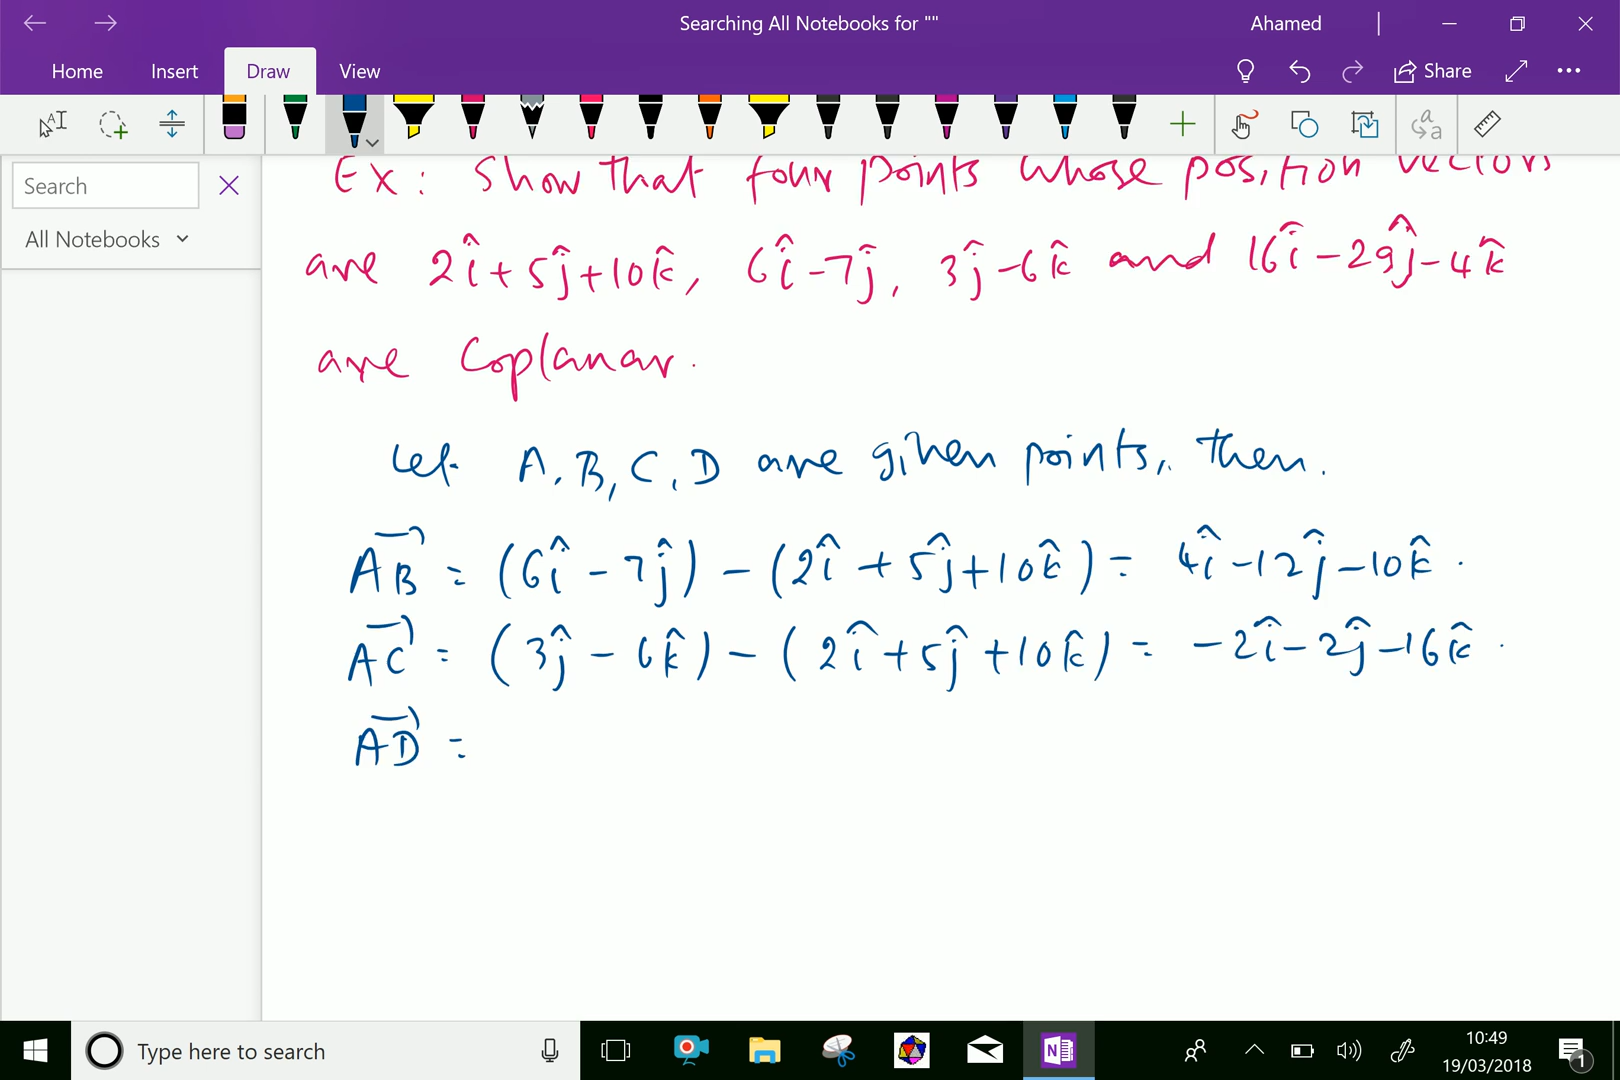 Searching All Notebooks for ""
Ahamed
Home Insert Draw View
Share
Search
All Notebooks
Ex: Show that four points whose position vectors
are 2î + 5ĵ + 10k̂, 6î - 7ĵ, 3ĵ - 6k̂ and 16î - 29ĵ - 4k̂
are Coplanar.
Let A, B, C, D are given points, then.
AB⃗ = (6î - 7ĵ) - (2î + 5ĵ + 10k̂) = 4î - 12ĵ - 10k̂.
AC⃗ = (3ĵ - 6k̂) - (2î + 5ĵ + 10k̂) = -2î - 2ĵ - 16k̂.
AD⃗ =
Type here to search
10:49
19/03/2018
1